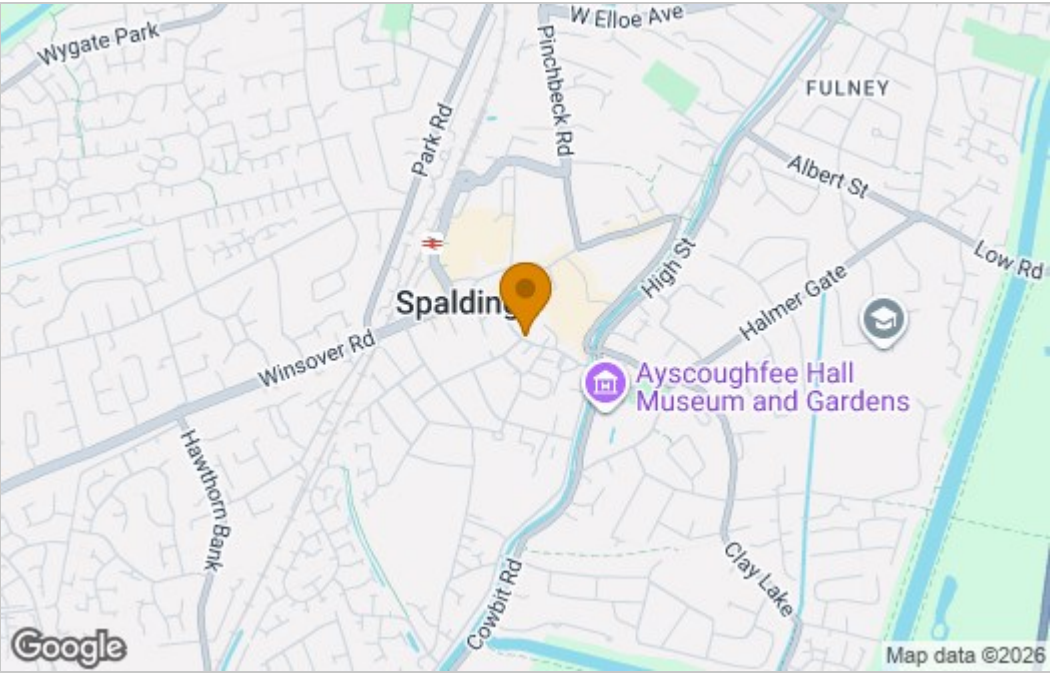 W Elloe Ave
Wygate Park
Pinchbeck Rd
FULNEY
Park Rd
Albert St
High St
Low Rd
Halmer Gate
Spalding
Winsover Rd
Ayscoughfee Hall
Museum and Gardens
Hawthorn Bank
Clay Lake
Cowbit Rd
Google
Map data ©2026